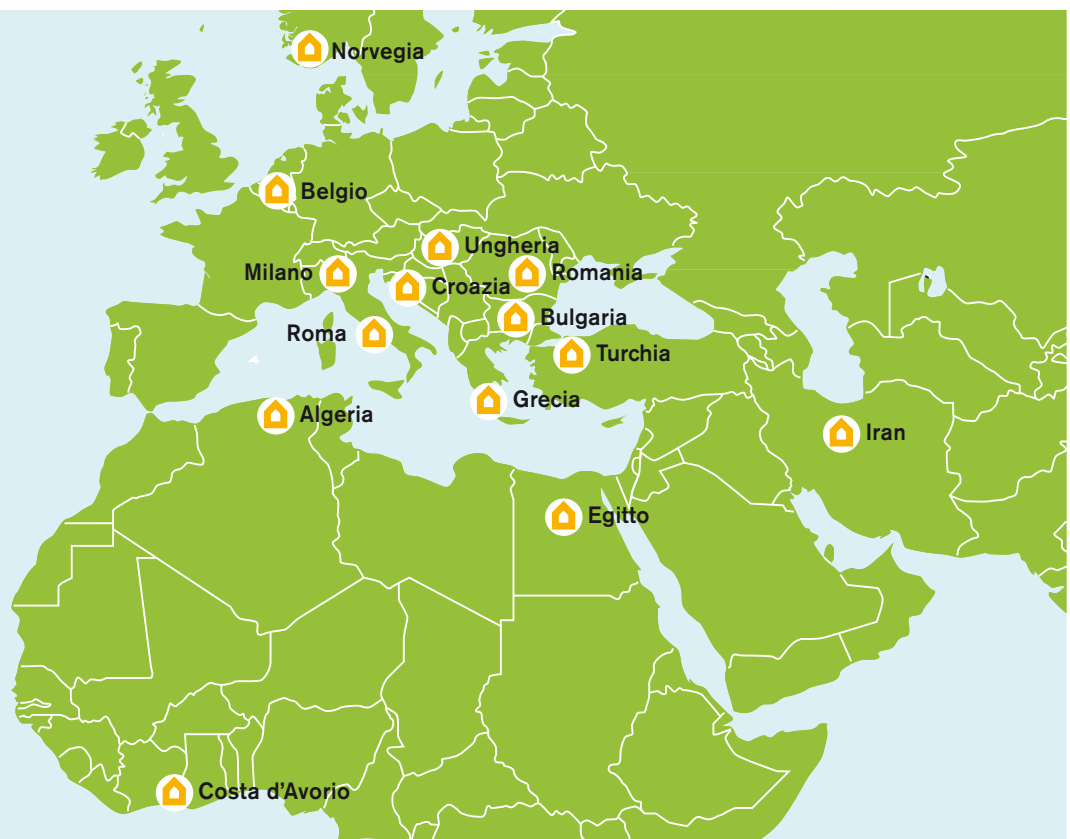 Norvegia
Belgio
Ungheria
Milano
Romania
Croazia
Bulgaria
Roma
Turchia
Grecia
Algeria
Iran
Egitto
Costa d'Avorio